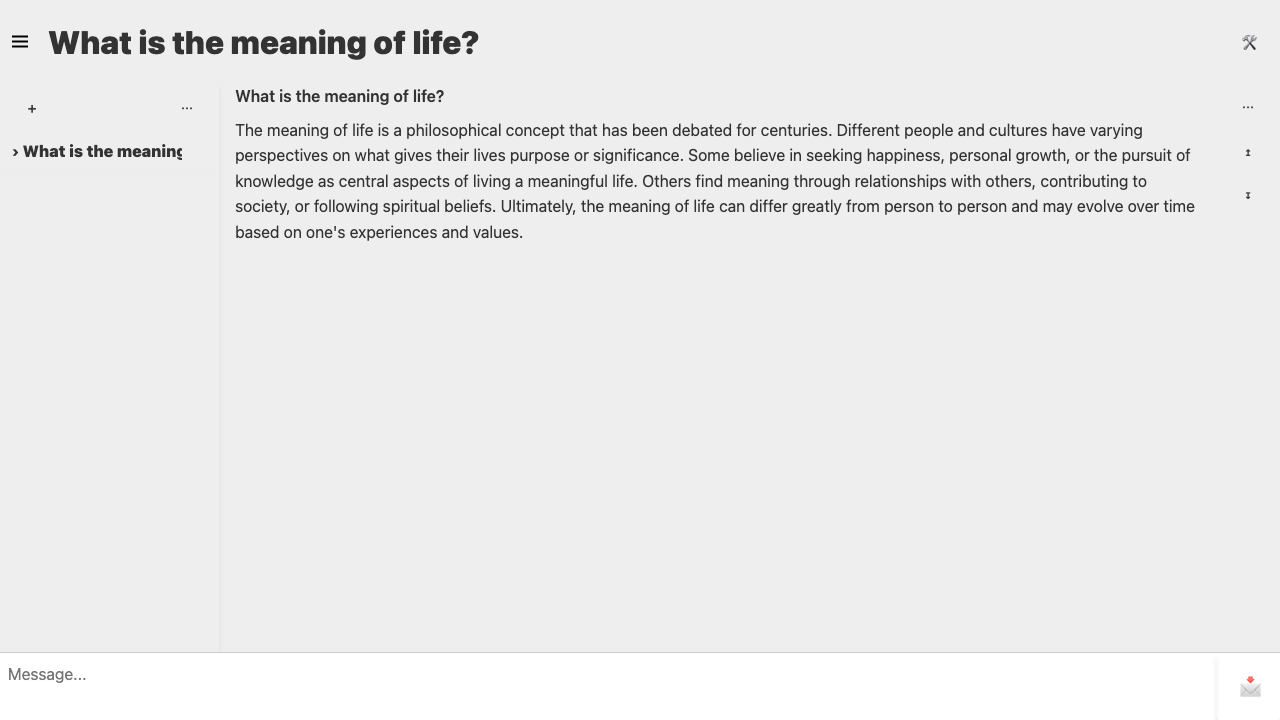 What is the meaning of life?
+ ...
› What is the meaning
What is the meaning of life?
The meaning of life is a philosophical concept that has been debated for centuries. Different people and cultures have varying
perspectives on what gives their lives purpose or significance. Some believe in seeking happiness, personal growth, or the pursuit of
knowledge as central aspects of living a meaningful life. Others find meaning through relationships with others, contributing to
society, or following spiritual beliefs. Ultimately, the meaning of life can differ greatly from person to person and may evolve over time
based on one's experiences and values.
...
↥
↧
Message...